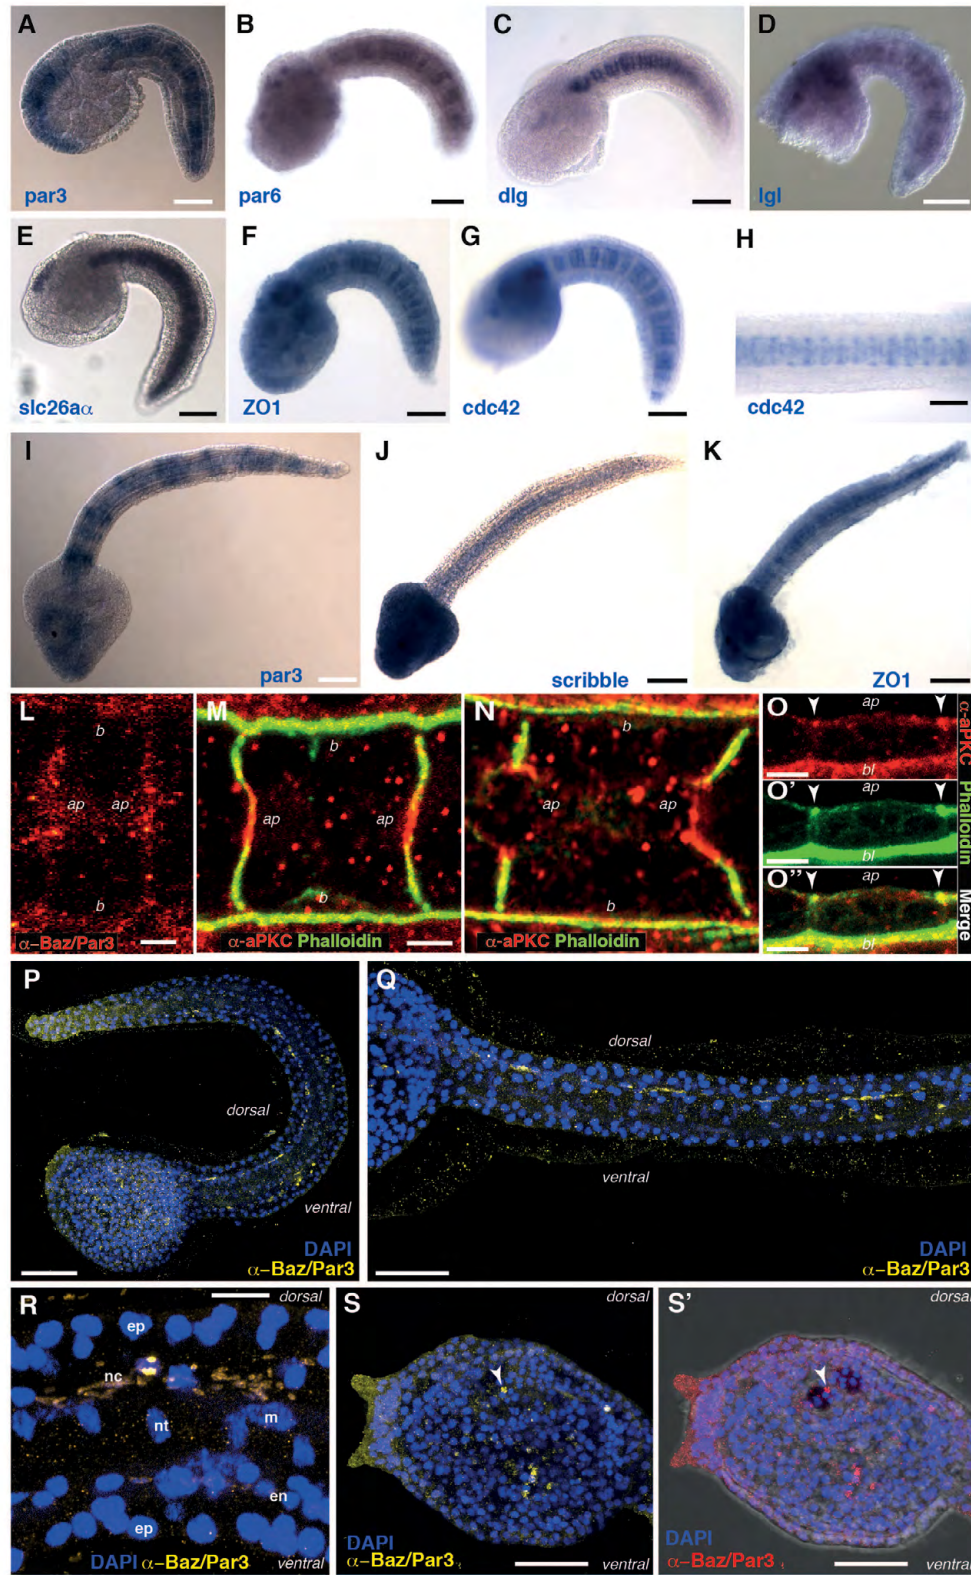 A
par3
B
par6
C
dlg
D
lgl
E
slc26aα
F
ZO1
G
cdc42
H
cdc42
I
par3
J
scribble
K
ZO1
L
b
ap ap
b
α-Baz/Par3
M
b
ap ap
b
α-aPKC Phalloidin
N
b
ap ap
b
α-aPKC Phalloidin
O
ap
bl
α-aPKC
O'
ap
bl
Phalloidin
O''
ap
bl
Merge
P
dorsal
ventral
DAPI
α-Baz/Par3
Q
dorsal
ventral
DAPI
α-Baz/Par3
R
dorsal
ep
nc
nt
m
en
ep
DAPI α-Baz/Par3
ventral
S
dorsal
DAPI
α-Baz/Par3
ventral
S'
dorsal
DAPI
α-Baz/Par3
ventral